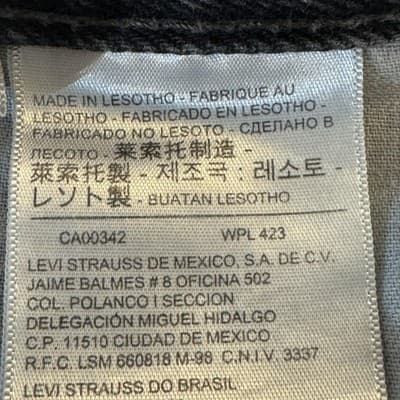 MADE IN LESOTHO - FABRIQUE AU
LESOTHO - FABRICADO EN LESOTHO -
FABRICADO NO LESOTO - СДЕЛАНО В
ЛЕСОТО - 莱索托制造 -
萊索托製 - 제조국 : 레소토 -
レソト製 - BUATAN LESOTHO
CA00342 WPL 423
LEVI STRAUSS DE MEXICO, S.A. DE C.V.
JAIME BALMES # 8 OFICINA 502
COL. POLANCO I SECCION
DELEGACIÓN MIGUEL HIDALGO
C.P. 11510 CIUDAD DE MEXICO
R.F.C. LSM 660818 M-98 C.N.I.V. 3337
LEVI STRAUSS DO BRASIL